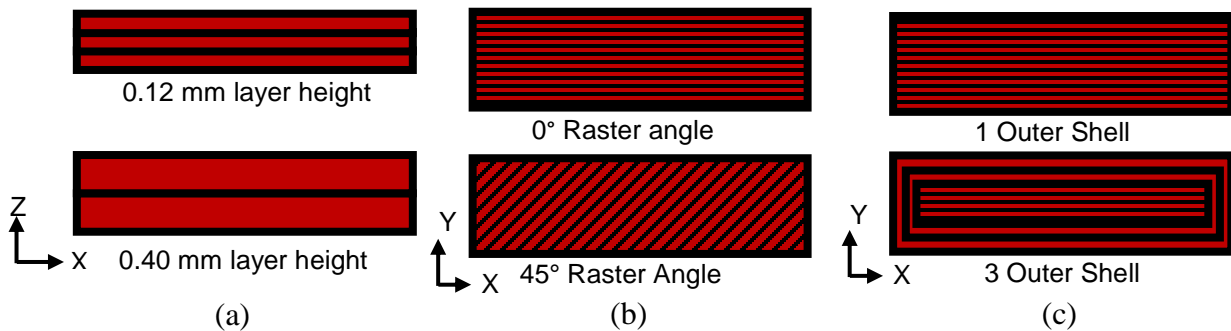 0.12 mm layer height
Z
X
0.40 mm layer height
(a)
0° Raster angle
Y
X
45° Raster Angle
(b)
1 Outer Shell
Y
X
3 Outer Shell
(c)